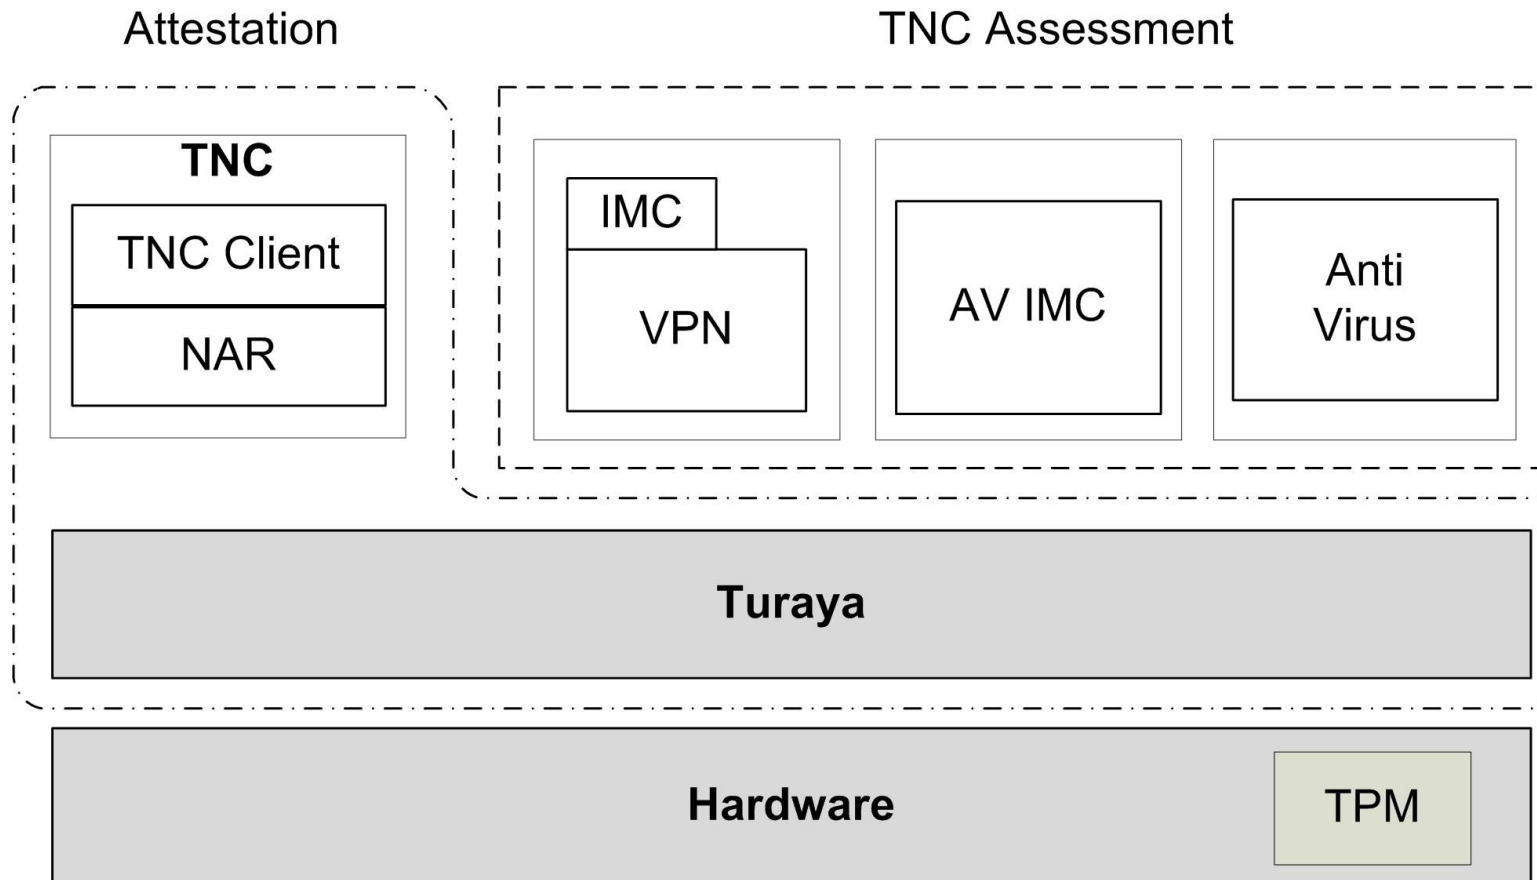 Attestation
TNC Assessment
TNC
TNC Client
NAR
IMC
VPN
AV IMC
Anti
Virus
Turaya
Hardware
TPM